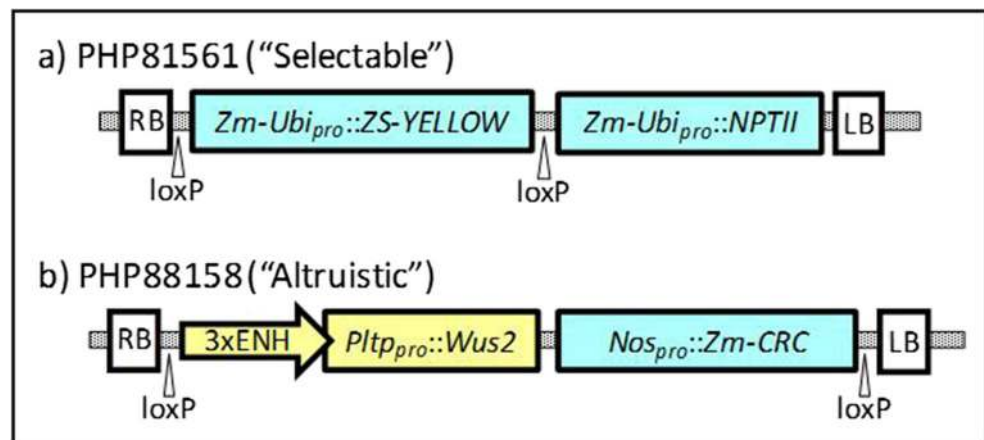 a) PHP81561 ("Selectable")
RB Zm-Ubipro::ZS-YELLOW Zm-Ubipro::NPTII LB
loxP loxP
b) PHP88158 ("Altruistic")
RB 3xENH Pltppro::Wus2 Nospro::Zm-CRC LB
loxP loxP